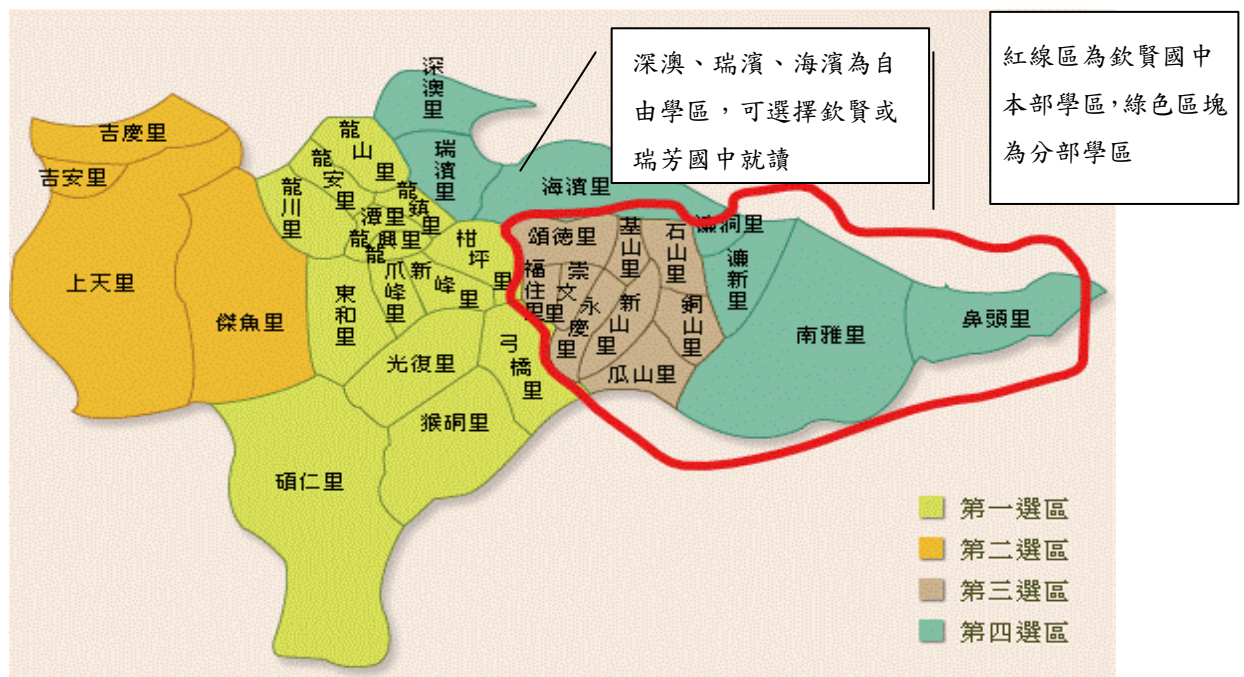 深澳、瑞濱、海濱為自
由學區，可選擇欽賢或
瑞芳國中就讀
紅線區為欽賢國中
本部學區，綠色區塊
為分部學區
深澳里
吉慶里
龍山里
瑞濱里
龍安里
吉安里
海濱里
龍川里
龍鎮里
龍潭里
龍興里
柑坪里
頌德里
基山里
石山里
濂洞里
濂新里
上天里
傑魚里
東和里
爪峰里
新峰里
福住里
崇文里
永慶里
新山里
銅山里
南雅里
鼻頭里
光復里
弓橋里
瓜山里
猴硐里
碩仁里
第一選區
第二選區
第三選區
第四選區